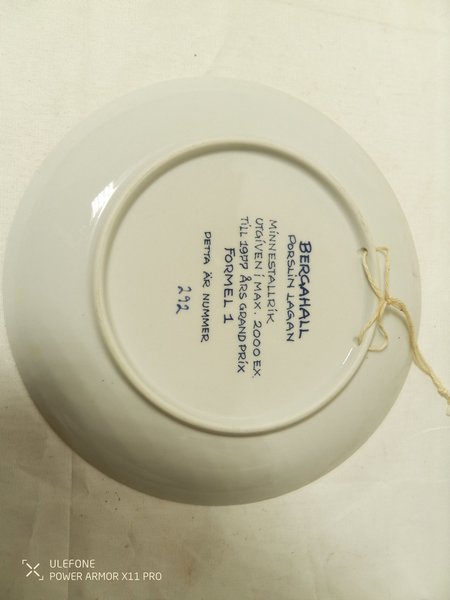 BERGAHALL
PORSLIN LAGAN
MINNESTALLRIK
UTGIVEN I MAX. 2000 EX.
TILL 1977 ÅRS GRAND PRIX
FORMEL 1
DETTA ÄR NUMMER
292
ULEFONE
POWER ARMOR X11 PRO